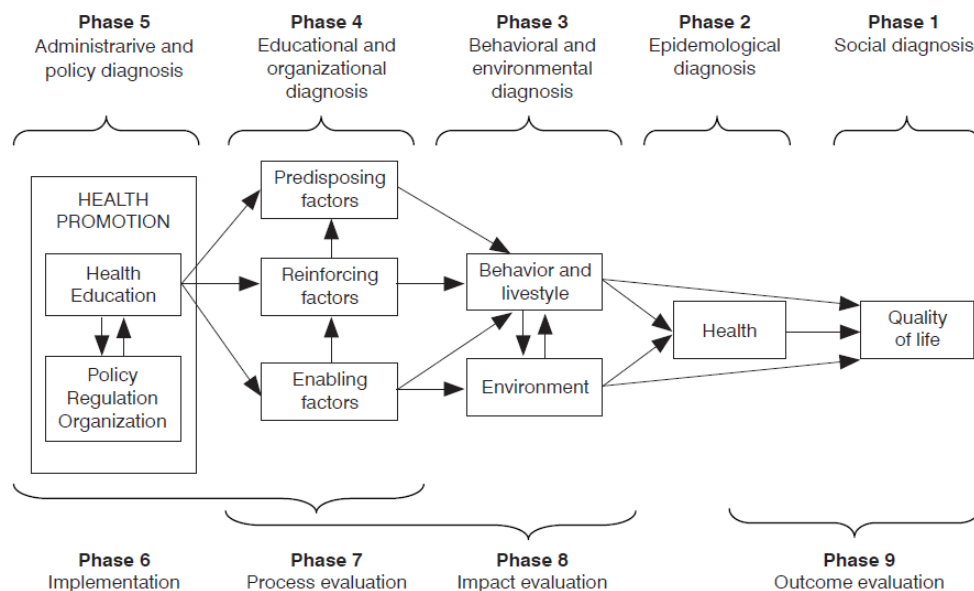 Phase 5
Administrarive and
policy diagnosis
Phase 4
Educational and
organizational
diagnosis
Phase 3
Behavioral and
environmental
diagnosis
Phase 2
Epidemological
diagnosis
Phase 1
Social diagnosis
HEALTH
PROMOTION
Health
Education
Policy
Regulation
Organization
Predisposing
factors
Reinforcing
factors
Enabling
factors
Behavior and
livestyle
Environment
Health
Quality
of life
Phase 6
Implementation
Phase 7
Process evaluation
Phase 8
Impact evaluation
Phase 9
Outcome evaluation